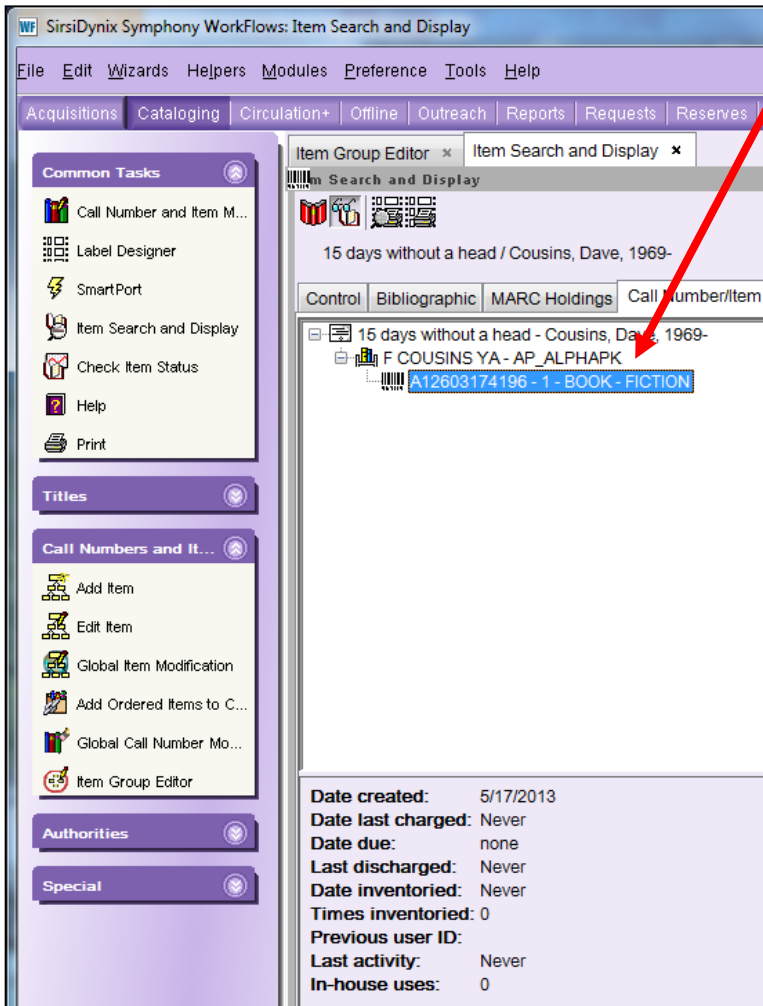 WF SirsiDynix Symphony WorkFlows: Item Search and Display
File Edit Wizards Helpers Modules Preference Tools Help
Acquisitions Cataloging Circulation+ Offline Outreach Reports Requests Reserves
Common Tasks
Call Number and Item M...
Label Designer
SmartPort
Item Search and Display
Check Item Status
Help
Print
Titles
Call Numbers and It...
Add Item
Edit Item
Global Item Modification
Add Ordered Items to C...
Global Call Number Mo...
Item Group Editor
Authorities
Special
Item Group Editor × Item Search and Display ×
m Search and Display
15 days without a head / Cousins, Dave, 1969-
Control Bibliographic MARC Holdings Call Number/Item
15 days without a head - Cousins, Dave, 1969-
F COUSINS YA - AP_ALPHAPK
A12603174196 - 1 - BOOK - FICTION
Date created: 5/17/2013
Date last charged: Never
Date due: none
Last discharged: Never
Date inventoried: Never
Times inventoried: 0
Previous user ID:
Last activity: Never
In-house uses: 0